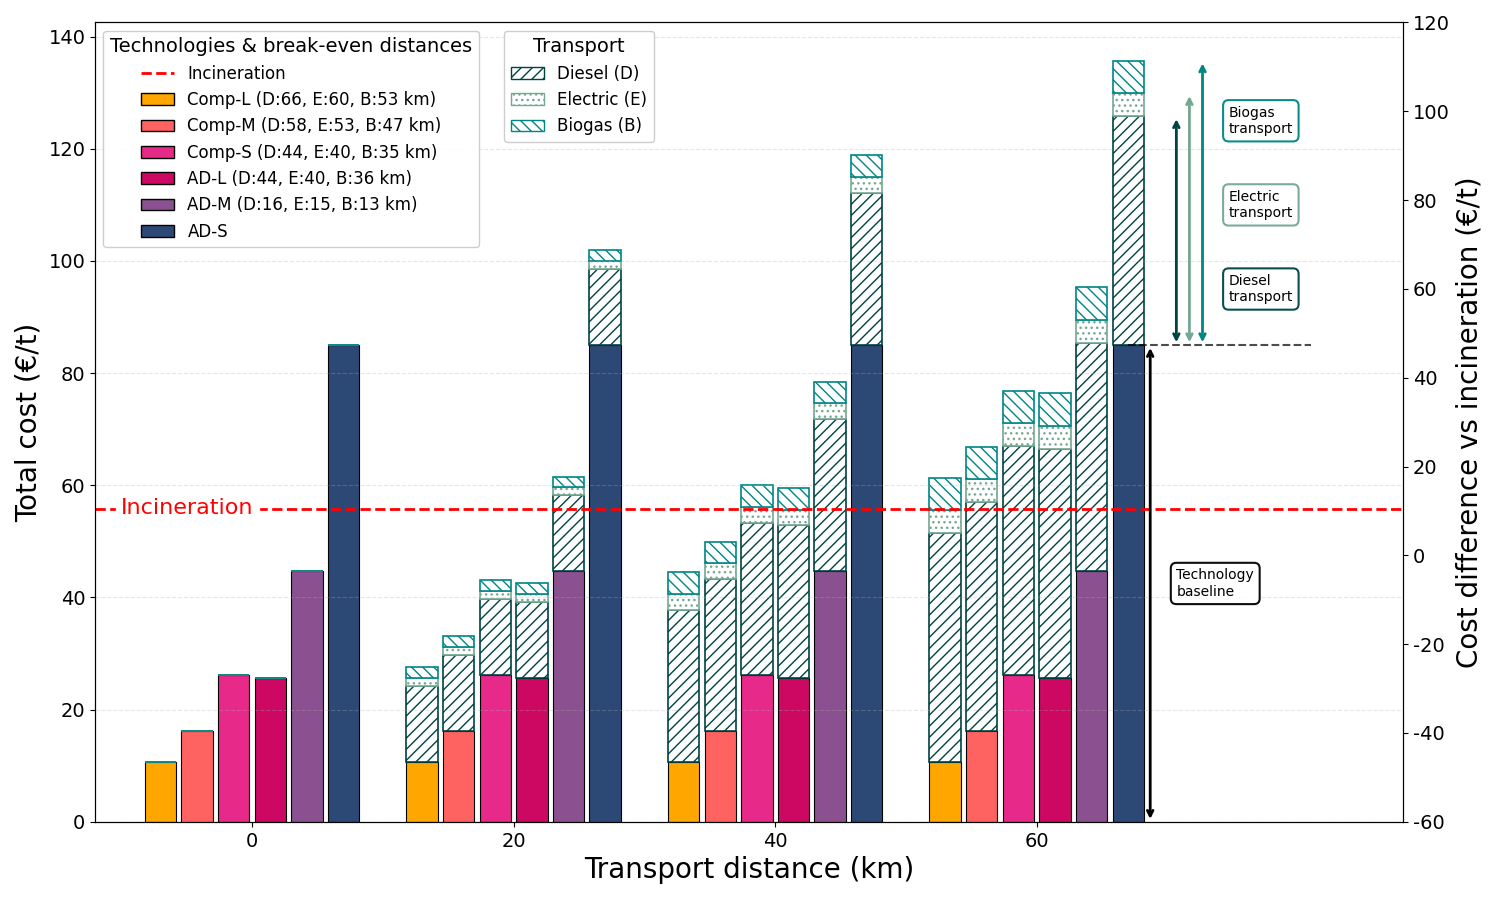 Technologies & break-even distances
Incineration
Comp-L (D:66, E:60, B:53 km)
Comp-M (D:58, E:53, B:47 km)
Comp-S (D:44, E:40, B:35 km)
AD-L (D:44, E:40, B:36 km)
AD-M (D:16, E:15, B:13 km)
AD-S
Transport
Diesel (D)
Electric (E)
Biogas (B)
Total cost (€/t)
140
120
100
80
60
40
20
0
Incineration
Biogas
transport
Electric
transport
Diesel
transport
Technology
baseline
120
100
80
60
40
20
0
-20
-40
-60
Cost difference vs incineration (€/t)
0
20
40
60
Transport distance (km)